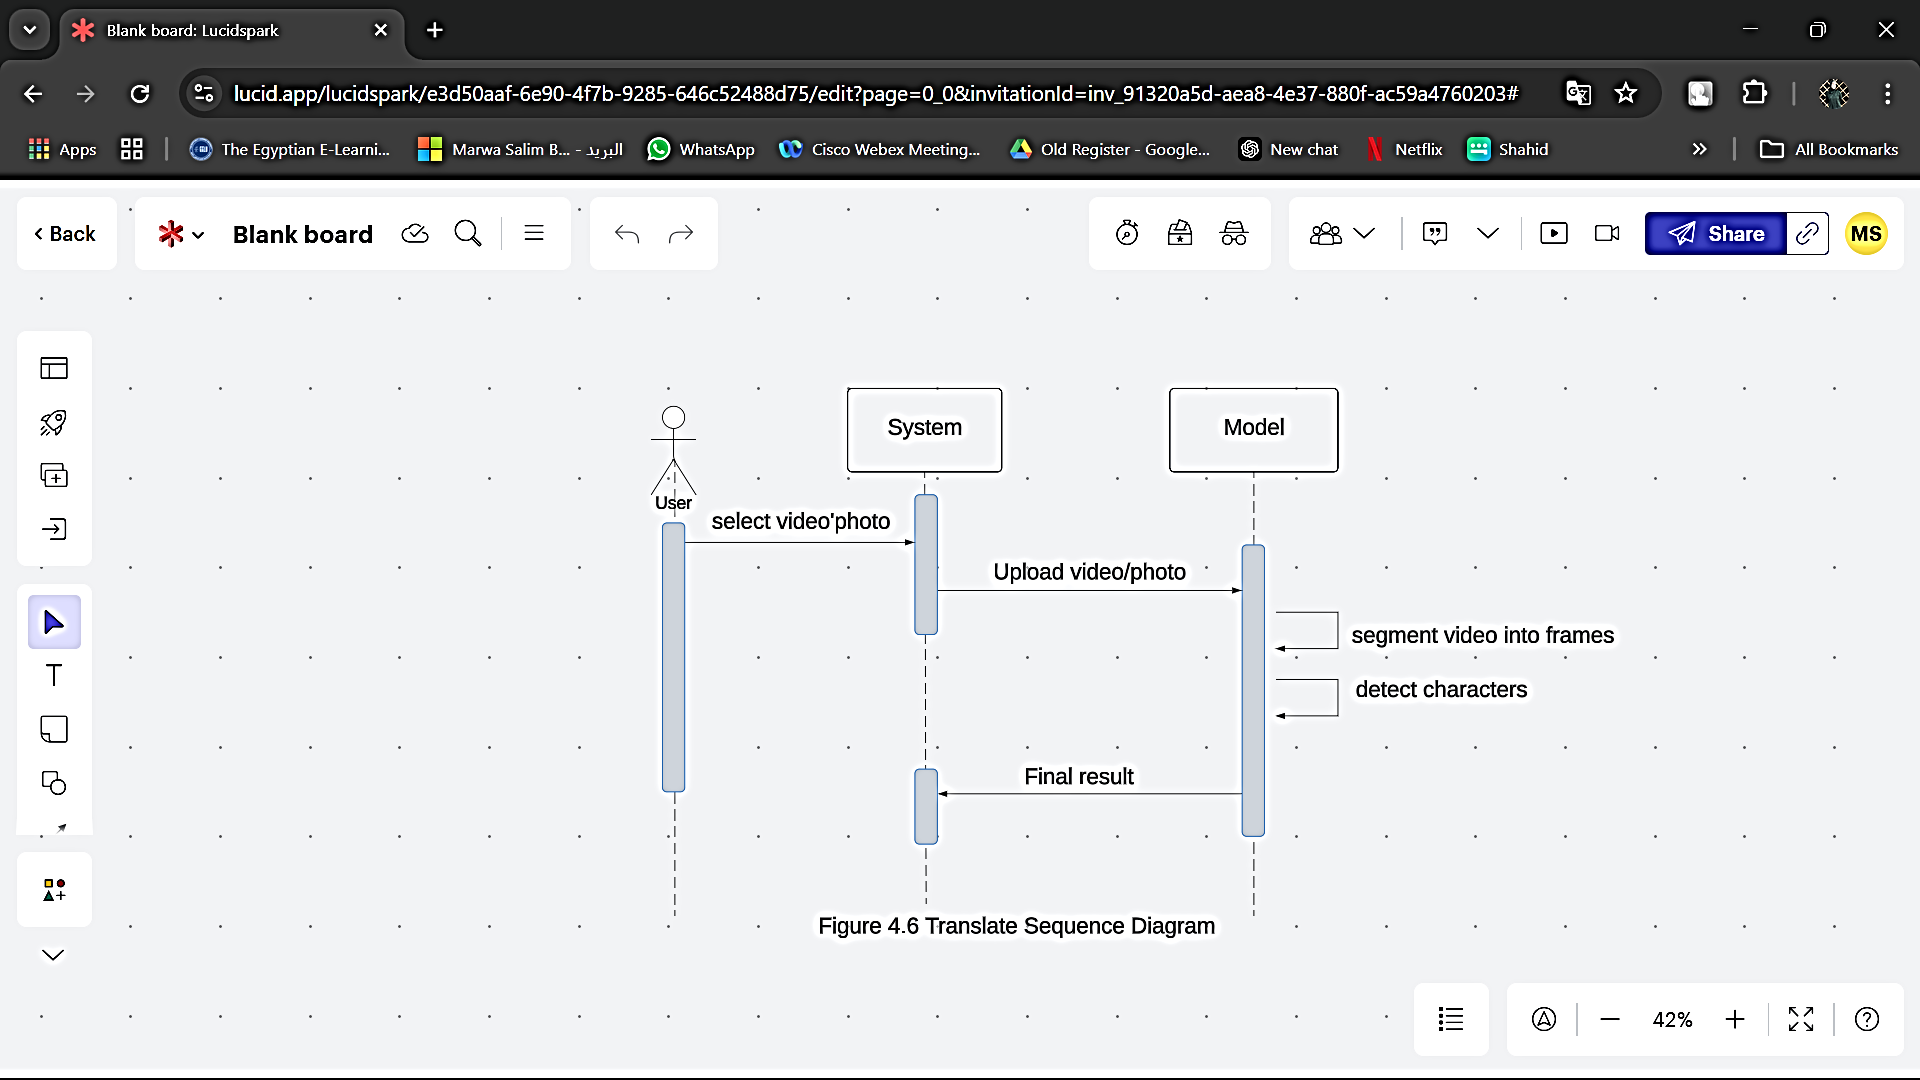 Blank board: Lucidspark
lucid.app/lucidspark/e3d50aaf-6e90-4f7b-9285-646c52488d75/edit?page=0_0&invitationId=inv_91320a5d-aea8-4e37-880f-ac59a4760203#
Apps
The Egyptian E-Learni...
Marwa Salim B... - البريد
WhatsApp
Cisco Webex Meeting...
Old Register - Google...
New chat
Netflix
Shahid
All Bookmarks
Back
Blank board
Share
MS
System
Model
User
select video'photo
Upload video/photo
segment video into frames
detect characters
Final result
Figure 4.6 Translate Sequence Diagram
42%